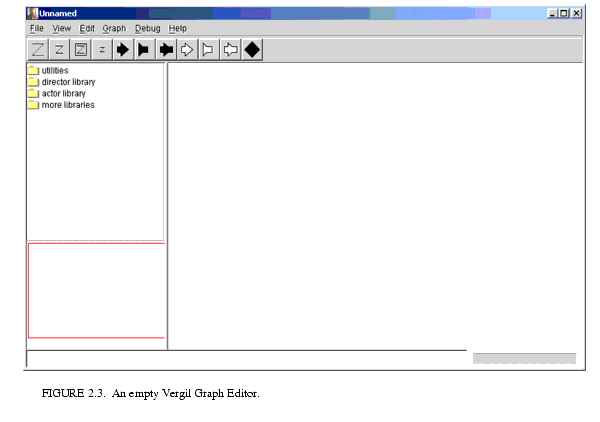 Unnamed
File View Edit Graph Debug Help
Z Z Z z
utilities
director library
actor library
more libraries
FIGURE 2.3. An empty Vergil Graph Editor.